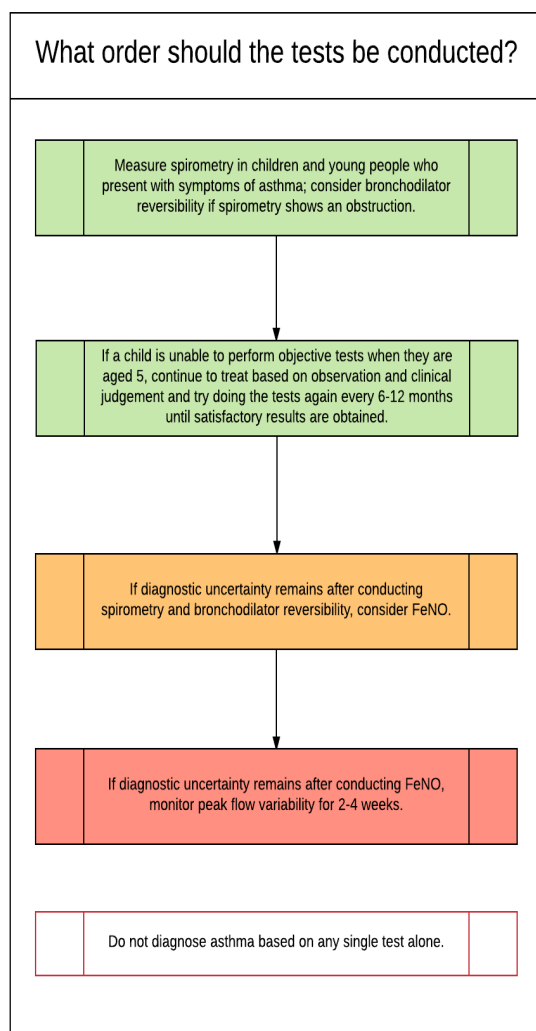 What order should the tests be conducted?
Measure spirometry in children and young people who
present with symptoms of asthma; consider bronchodilator
reversibility if spirometry shows an obstruction.
If a child is unable to perform objective tests when they are
aged 5, continue to treat based on observation and clinical
judgement and try doing the tests again every 6-12 months
until satisfactory results are obtained.
If diagnostic uncertainty remains after conducting
spirometry and bronchodilator reversibility, consider FeNO.
If diagnostic uncertainty remains after conducting FeNO,
monitor peak flow variability for 2-4 weeks.
Do not diagnose asthma based on any single test alone.